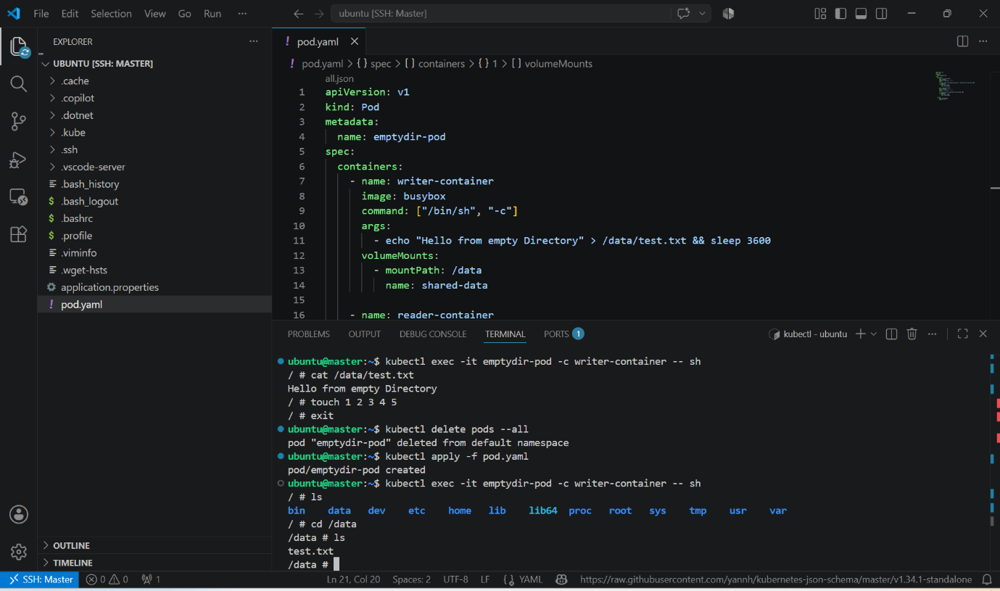 File Edit Selection View Go Run ···
ubuntu [SSH: Master]
EXPLORER
UBUNTU [SSH: MASTER]
.cache
.copilot
.dotnet
.kube
.ssh
.vscode-server
.bash_history
$ .bash_logout
$ .bashrc
$ .profile
.viminfo
.wget-hsts
application.properties
! pod.yaml
OUTLINE
TIMELINE
! pod.yaml
! pod.yaml > { } spec > [ ] containers > { } 1 > [ ] volumeMounts
all.json
1 apiVersion: v1
2 kind: Pod
3 metadata:
4 name: emptydir-pod
5 spec:
6 containers:
7 - name: writer-container
8 image: busybox
9 command: ["/bin/sh", "-c"]
10 args:
11 - echo "Hello from empty Directory" > /data/test.txt && sleep 3600
12 volumeMounts:
13 - mountPath: /data
14 name: shared-data
15
16 - name: reader-container
PROBLEMS OUTPUT DEBUG CONSOLE TERMINAL PORTS 1
kubectl - ubuntu
ubuntu@master:~$ kubectl exec -it emptydir-pod -c writer-container -- sh
/ # cat /data/test.txt
Hello from empty Directory
/ # touch 1 2 3 4 5
/ # exit
ubuntu@master:~$ kubectl delete pods --all
pod "emptydir-pod" deleted from default namespace
ubuntu@master:~$ kubectl apply -f pod.yaml
pod/emptydir-pod created
ubuntu@master:~$ kubectl exec -it emptydir-pod -c writer-container -- sh
/ # ls
bin data dev etc home lib lib64 proc root sys tmp usr var
/ # cd /data
/data # ls
test.txt
/data #
SSH: Master 0 0 1 Ln 21, Col 20 Spaces: 2 UTF-8 LF { } YAML https://raw.githubusercontent.com/yannh/kubernetes-json-schema/master/v1.34.1-standalone